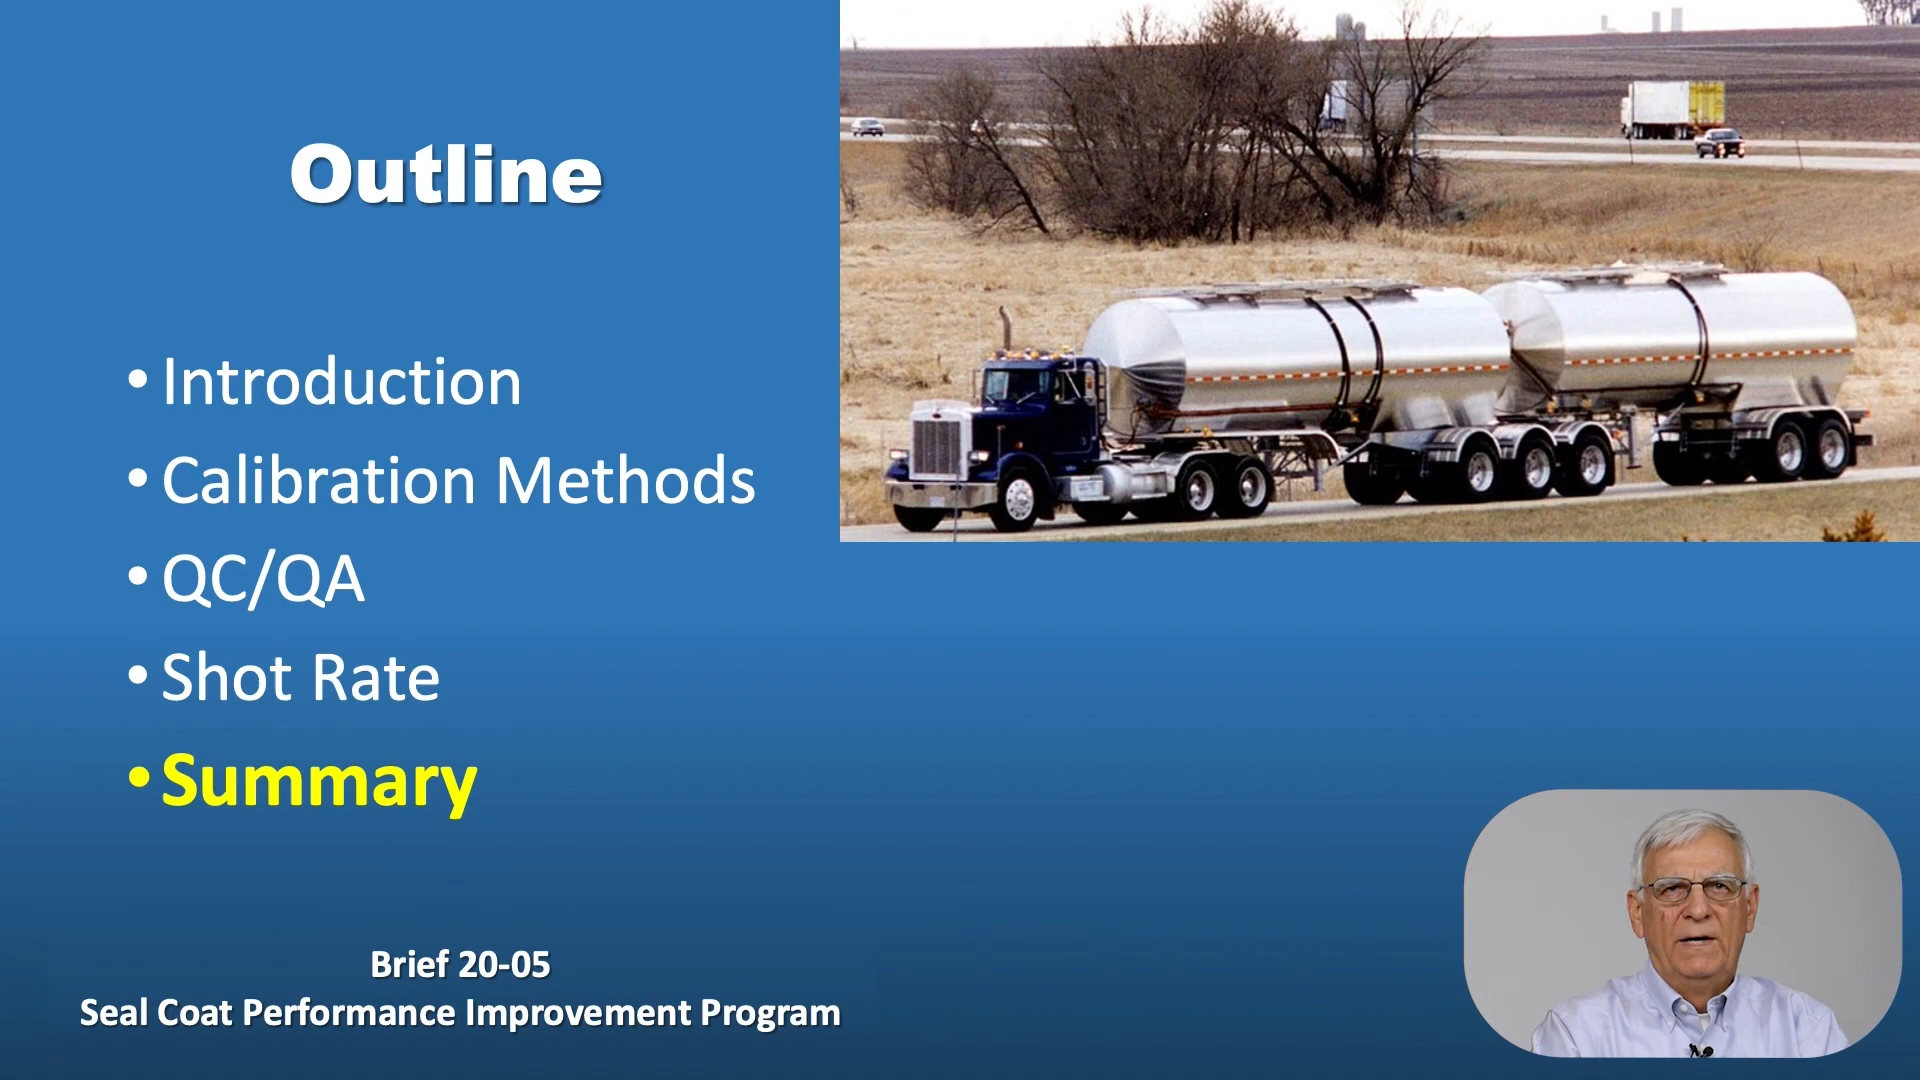 Outline
• Introduction
• Calibration Methods
• QC/QA
• Shot Rate
• Summary
Brief 20-05
Seal Coat Performance Improvement Program